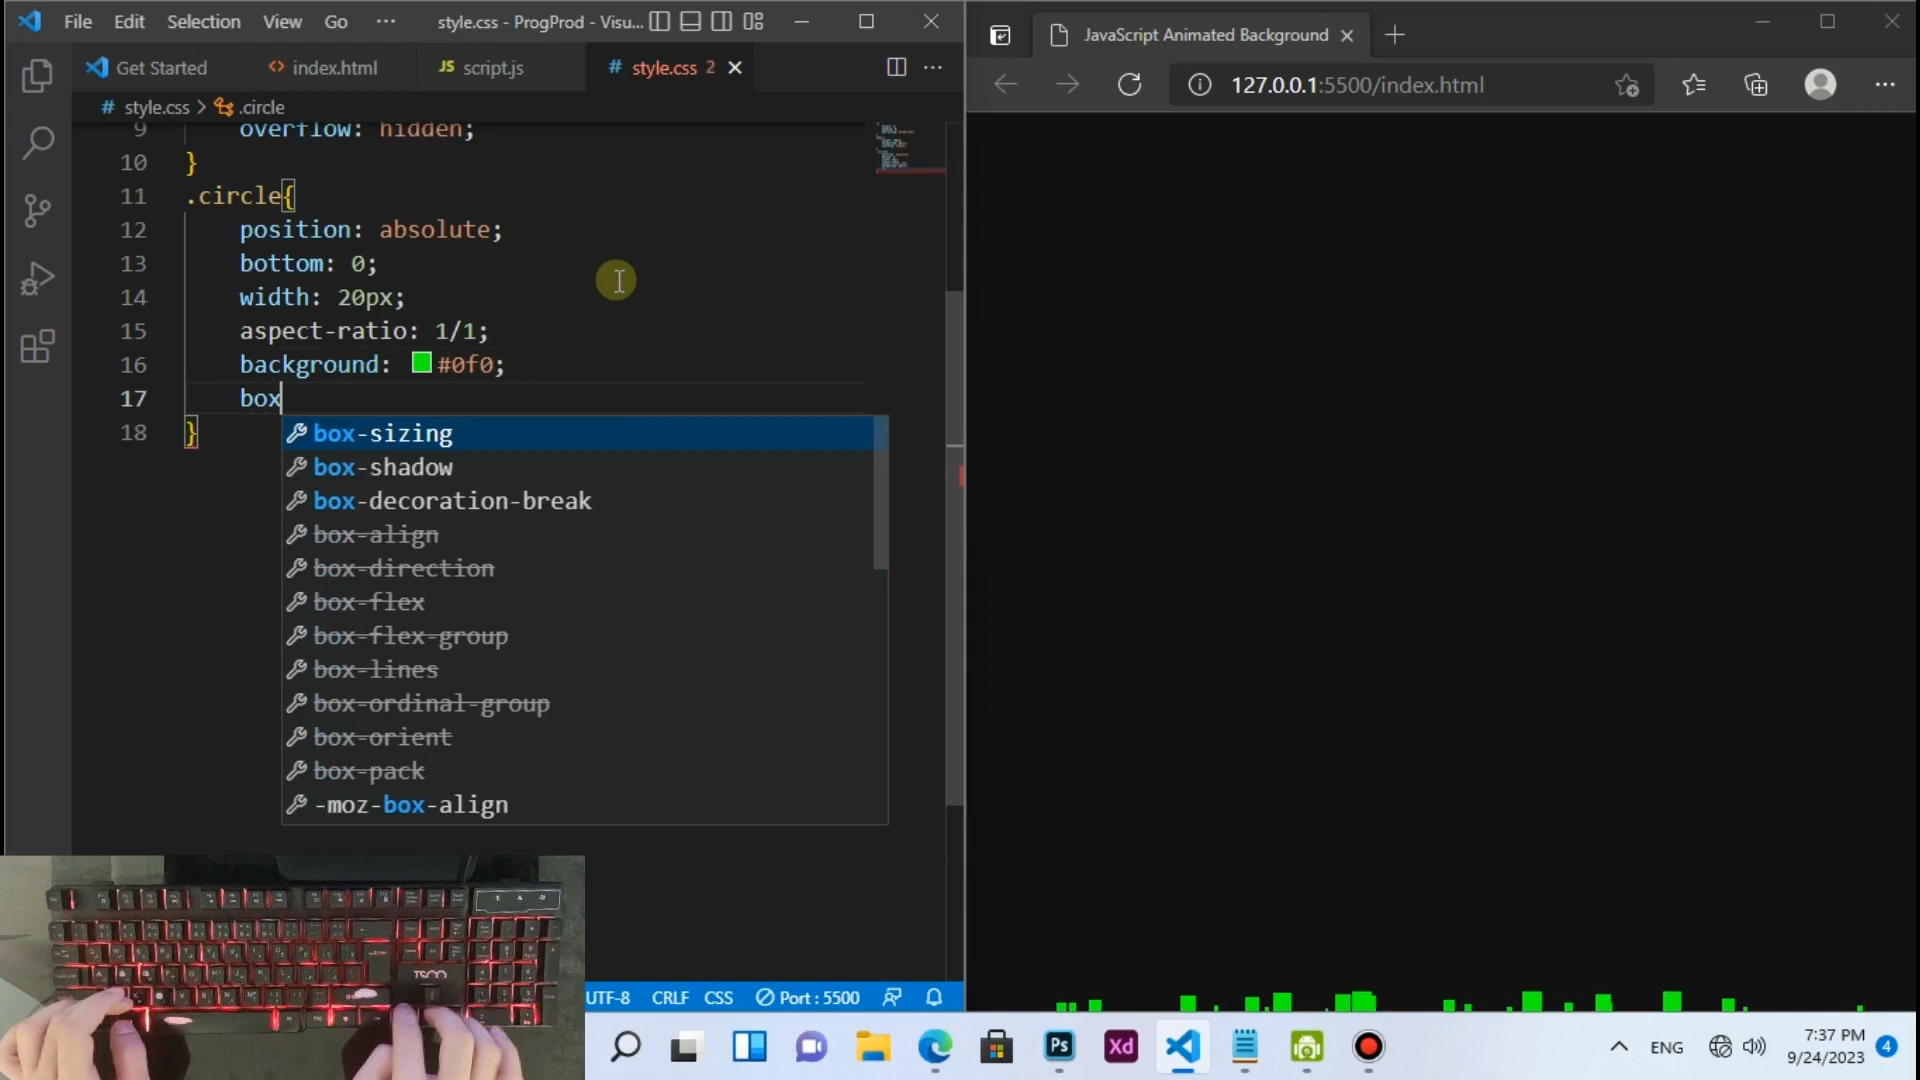 File Edit Selection View Go ··· style.css - ProgProd - Visu...
Get Started index.html JS script.js # style.css 2
# style.css > .circle
9 overflow: hidden;
10 }
11 .circle{
12 position: absolute;
13 bottom: 0;
14 width: 20px;
15 aspect-ratio: 1/1;
16 background: #0f0;
17 box
18 }
box-sizing
box-shadow
box-decoration-break
box-align
box-direction
box-flex
box-flex-group
box-lines
box-ordinal-group
box-orient
box-pack
-moz-box-align
TSCO
UTF-8 CRLF CSS Port : 5500
JavaScript Animated Background
127.0.0.1:5500/index.html
Ps Xd
ENG
7:37 PM
9/24/2023
4